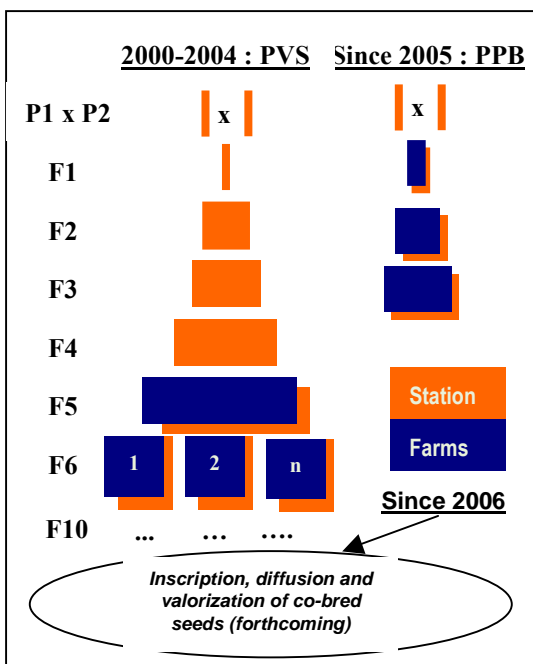 2000-2004 : PVS Since 2005 : PPB
P1 x P2 x x
F1
F2
F3
F4
Station
F5
Farms
F6 1 2 n
Since 2006
F10 ... ... ....
Inscription, diffusion and
valorization of co-bred
seeds (forthcoming)